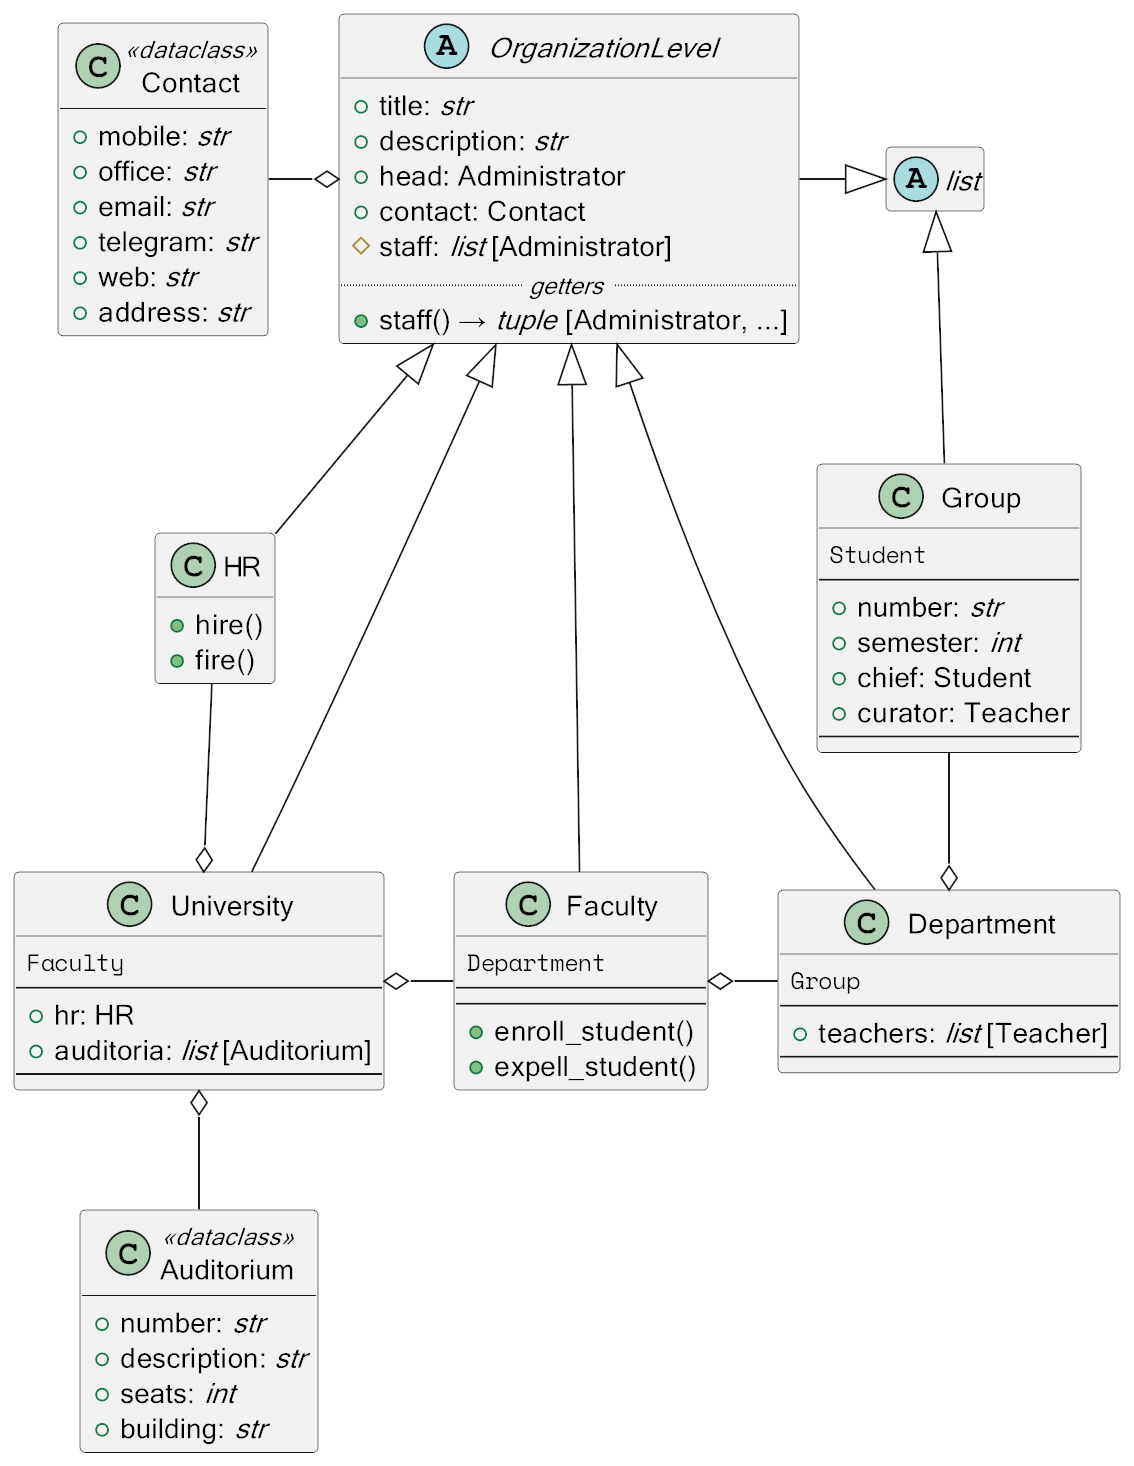 «dataclass»
C Contact
mobile: str
office: str
email: str
telegram: str
web: str
address: str
A OrganizationLevel
title: str
description: str
head: Administrator
contact: Contact
staff: list [Administrator]
getters
staff() → tuple [Administrator, ...]
A list
C HR
hire()
fire()
C Group
Student
number: str
semester: int
chief: Student
curator: Teacher
C University
Faculty
hr: HR
auditoria: list [Auditorium]
C Faculty
Department
enroll_student()
expell_student()
C Department
Group
teachers: list [Teacher]
«dataclass»
C Auditorium
number: str
description: str
seats: int
building: str